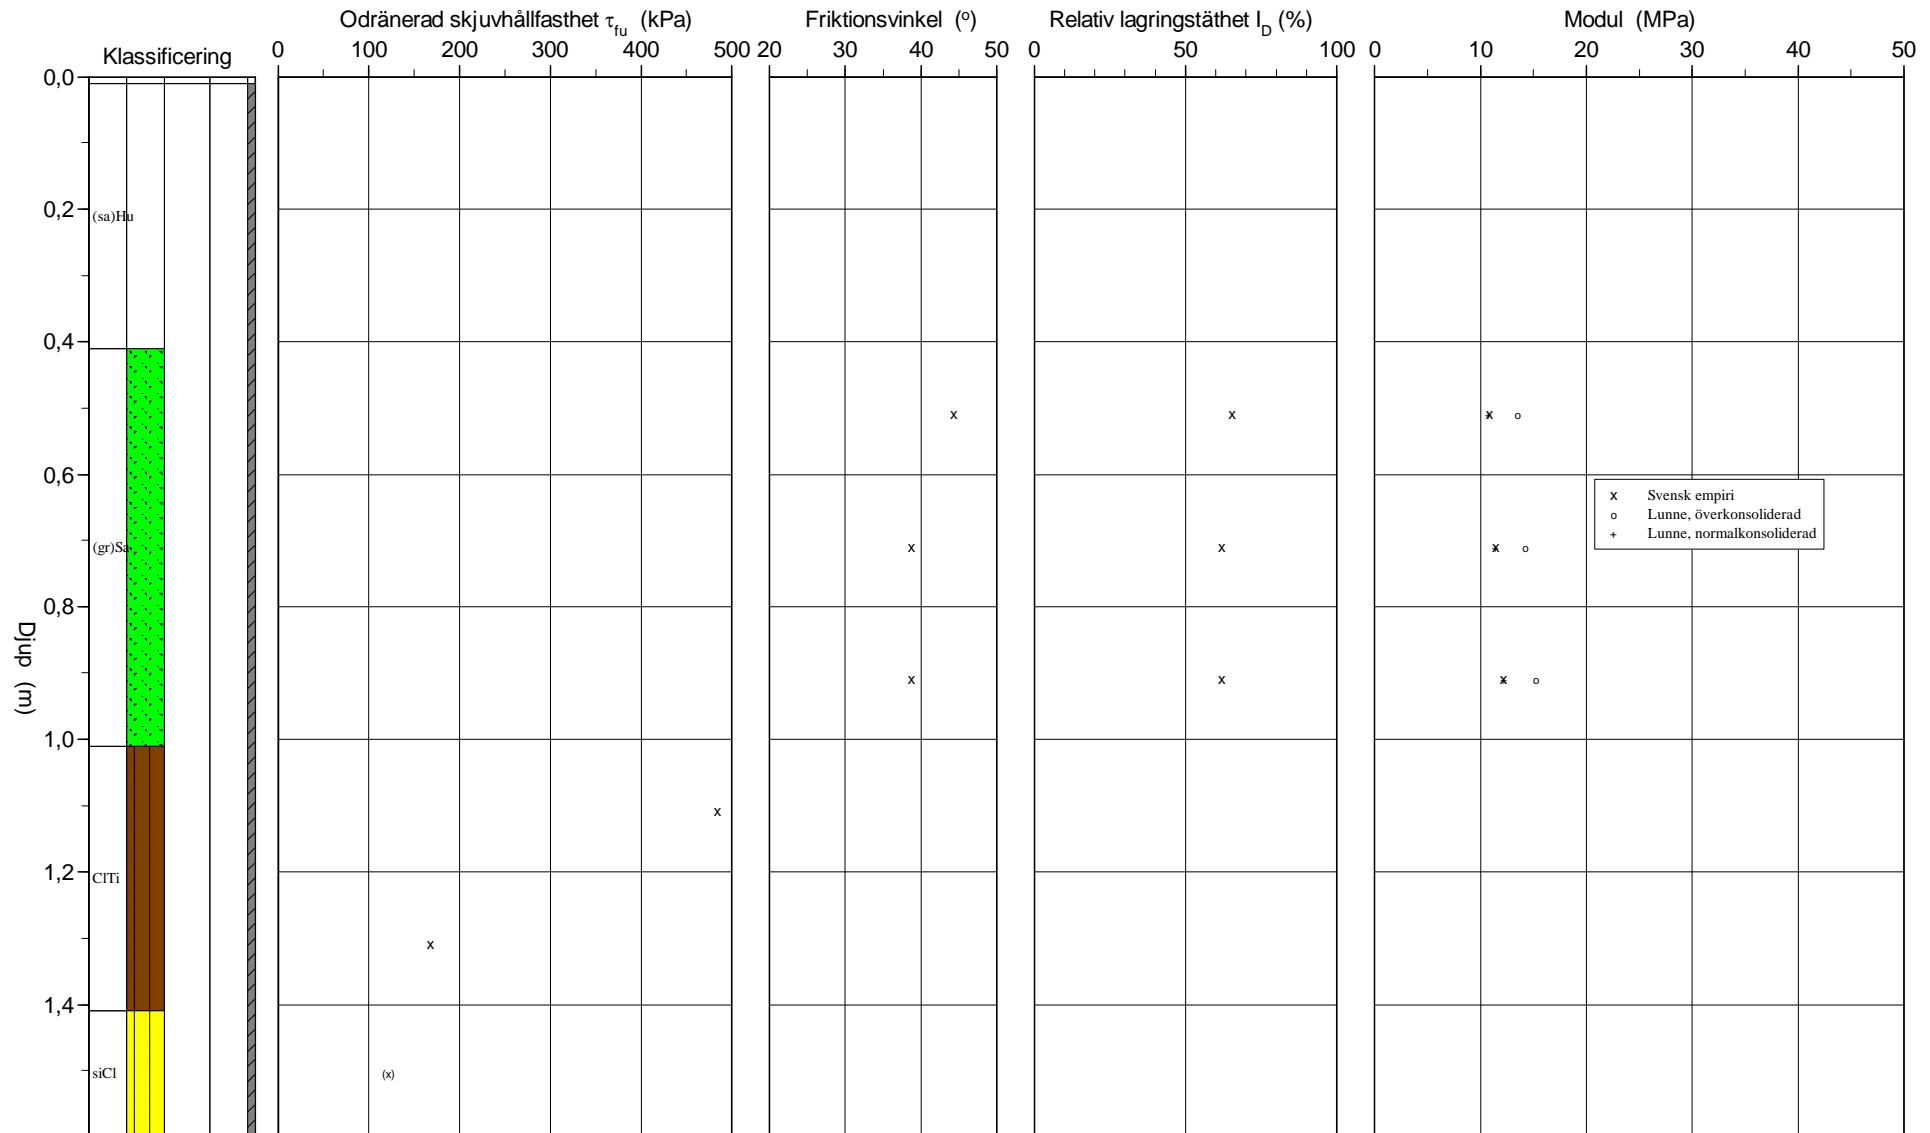 Odränerad skjuvhållfasthet τfu (kPa)
Friktionsvinkel (o)
Relativ lagringstäthet ID (%)
Modul (MPa)
Klassificering
0 100 200 300 400 500
20 30 40 50
0 50 100
0 10 20 30 40 50
0,0
(sa)Hu
0,2
0,4
x
x
x o
0,6
x Svensk empiri
o Lunne, överkonsoliderad
+ Lunne, normalkonsoliderad
(gr)Sa
x
x
x o
0,8
Djup (m)
x
x
x o
1,0
x
ClTi
1,2
x
1,4
siCl
(x)